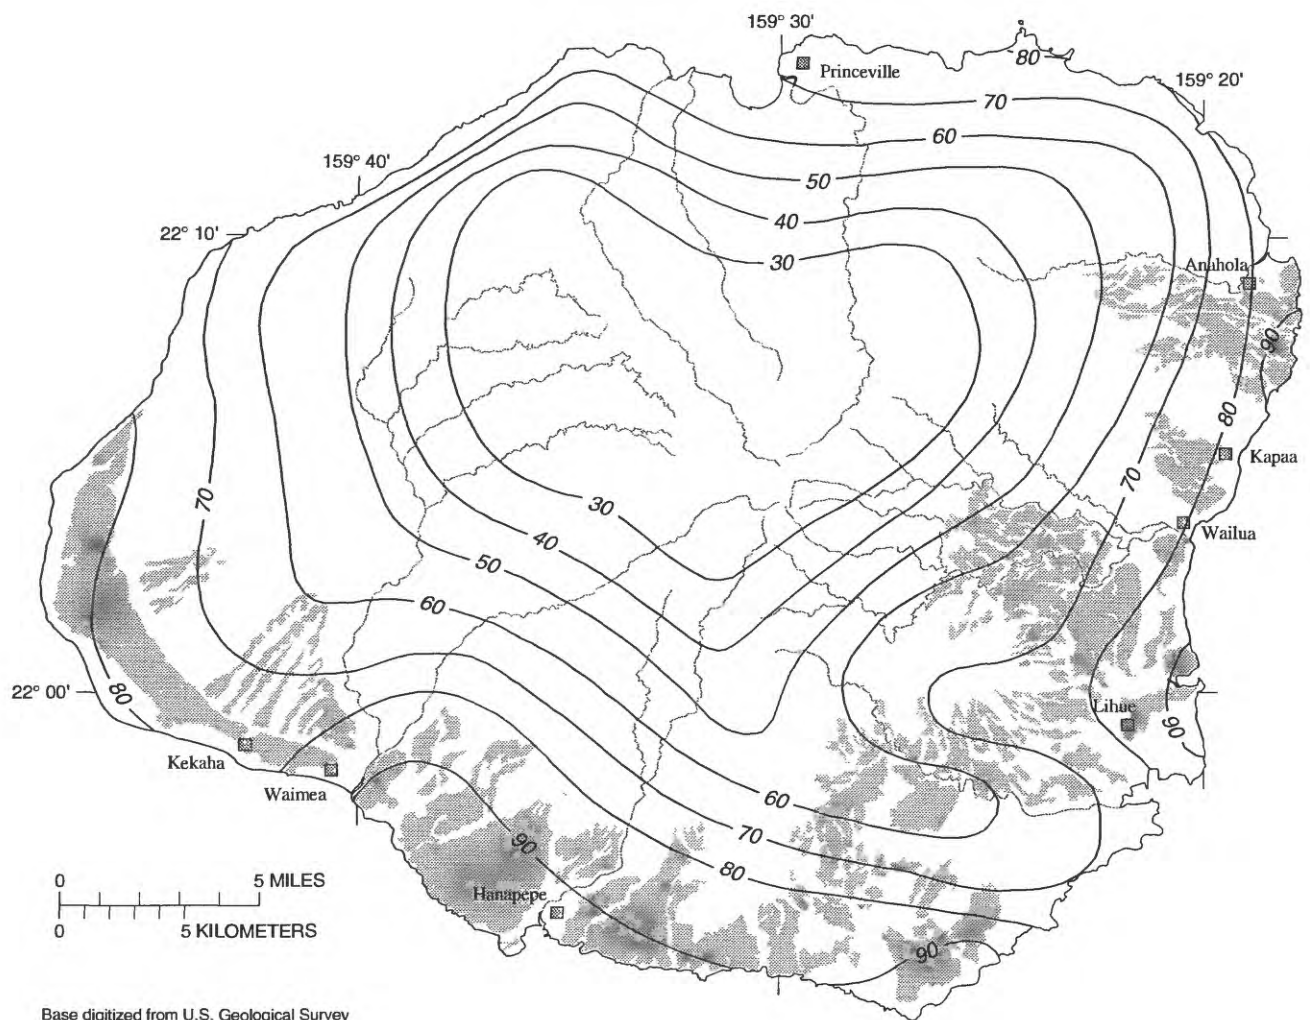 159° 30'
80
Princeville
159° 20'
70
60
159° 40'
50
40
22° 10'
30
Anahola
90
80
Kapaa
70
70
30
Wailua
40
50
60
22° 00'
80
Lihue
90
Kekaha
Waimea
60
70
90
80
0 5 MILES
Hanapepe
0 5 KILOMETERS
90
Base digitized from U.S. Geological Survey